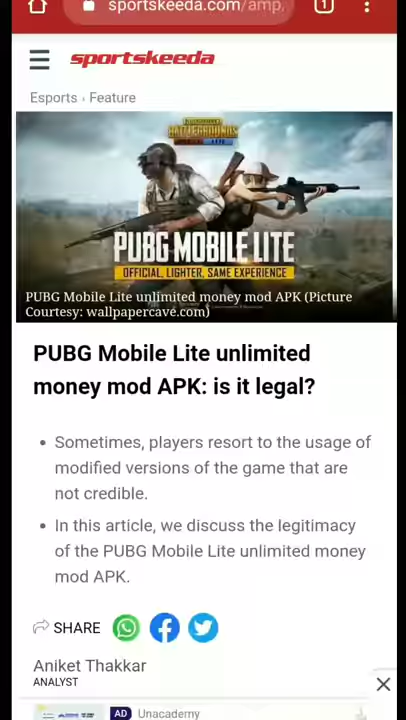 sportskeeda.com/amp,
1
sportskeeda
Esports › Feature
BATTLEGROUNDS
PUBG MOBILE LITE
OFFICIAL, LIGHTER, SAME EXPERIENCE
PUBG Mobile Lite unlimited money mod APK (Picture
Courtesy: wallpapercave.com)
PUBG Mobile Lite unlimited
money mod APK: is it legal?
• Sometimes, players resort to the usage of
modified versions of the game that are
not credible.
• In this article, we discuss the legitimacy
of the PUBG Mobile Lite unlimited money
mod APK.
SHARE
Aniket Thakkar
ANALYST
AD Unacademy